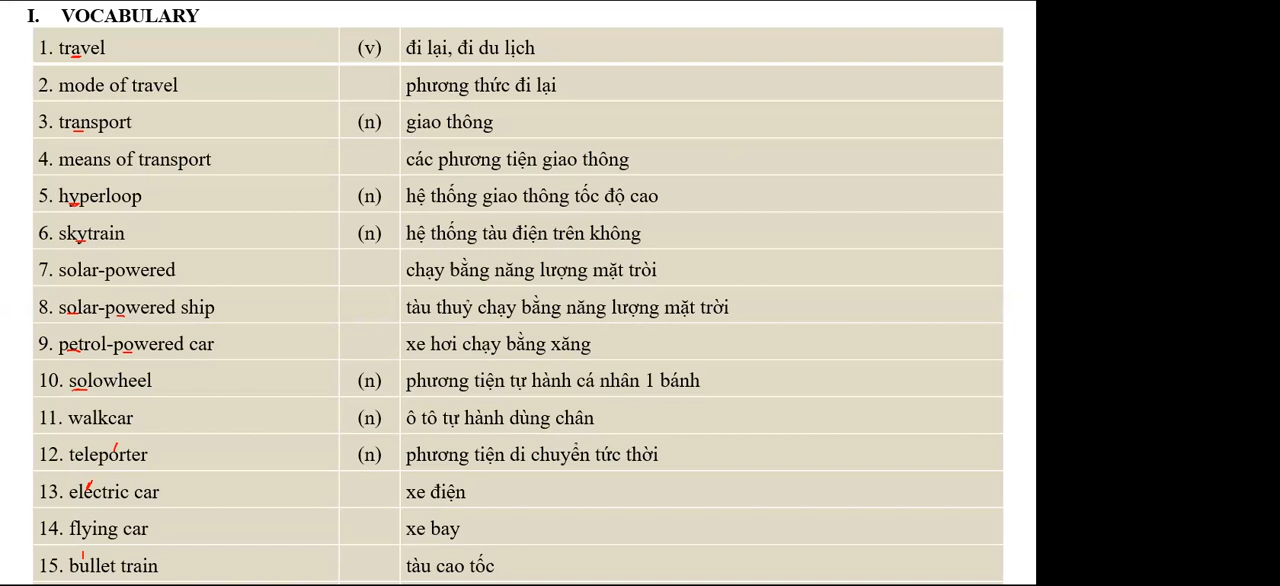 I. VOCABULARY
1. travel (v) đi lại, đi du lịch
2. mode of travel phương thức đi lại
3. transport (n) giao thông
4. means of transport các phương tiện giao thông
5. hyperloop (n) hệ thống giao thông tốc độ cao
6. skytrain (n) hệ thống tàu điện trên không
7. solar-powered chạy bằng năng lượng mặt tròi
8. solar-powered ship tàu thuỷ chạy bằng năng lượng mặt trời
9. petrol-powered car xe hơi chạy bằng xăng
10. solowheel (n) phương tiện tự hành cá nhân 1 bánh
11. walkcar (n) ô tô tự hành dùng chân
12. teleporter (n) phương tiện di chuyển tức thời
13. electric car xe điện
14. flying car xe bay
15. bullet train tàu cao tốc